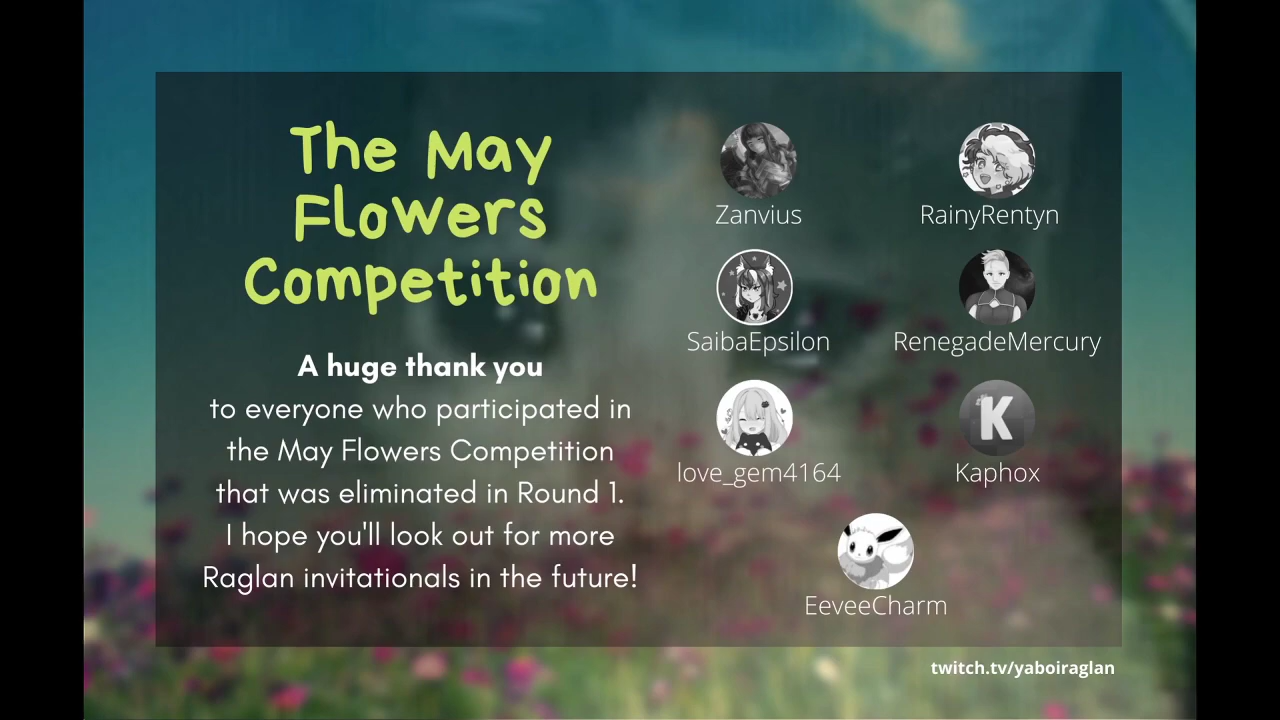 The May
Flowers
Competition
A huge thank you
to everyone who participated in
the May Flowers Competition
that was eliminated in Round 1.
I hope you'll look out for more
Raglan invitationals in the future!
Zanvius
RainyRentyn
SaibaEpsilon
RenegadeMercury
love_gem4164
K
Kaphox
EeveeCharm
twitch.tv/yaboiraglan